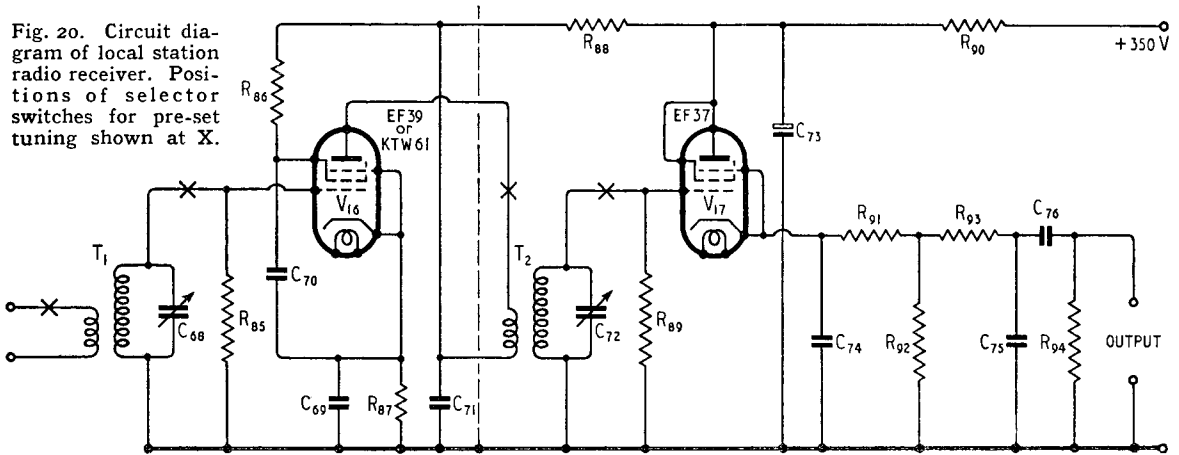 Fig. 20. Circuit dia-
gram of local station
radio receiver. Posi-
tions of selector
switches for pre-set
tuning shown at X.
R86
EF39
or
KTW61
V16
T1
C68
R85
C70
C69
R87
C71
R88
R90
+350 V
EF37
C73
V17
T2
C72
R89
R91
R93
C76
C74
R92
C75
R94
OUTPUT